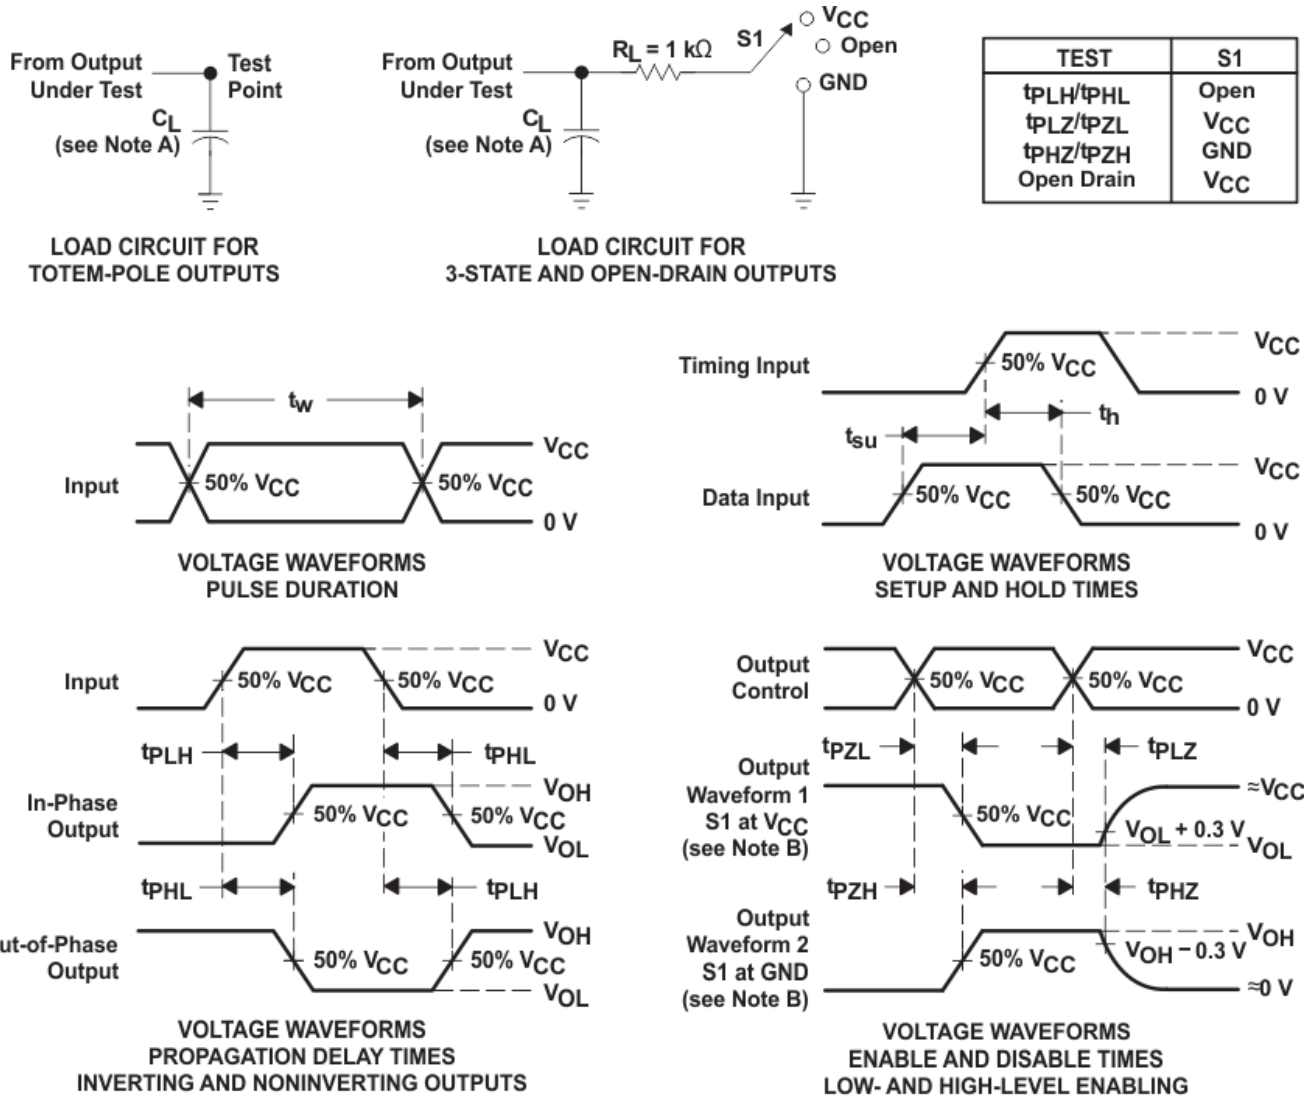 From Output
Under Test
Test
Point
CL
(see Note A)
LOAD CIRCUIT FOR
TOTEM-POLE OUTPUTS
From Output
Under Test
RL = 1 kΩ
S1
VCC
Open
GND
CL
(see Note A)
LOAD CIRCUIT FOR
3-STATE AND OPEN-DRAIN OUTPUTS
TEST S1
tPLH/tPHL Open
tPLZ/tPZL VCC
tPHZ/tPZH GND
Open Drain VCC
tw
Input
50% VCC
50% VCC
VCC
0 V
VOLTAGE WAVEFORMS
PULSE DURATION
Timing Input
50% VCC
VCC
0 V
th
tsu
Data Input
50% VCC
50% VCC
VCC
0 V
VOLTAGE WAVEFORMS
SETUP AND HOLD TIMES
Input
50% VCC
50% VCC
VCC
0 V
tPLH
tPHL
In-Phase
Output
50% VCC
50% VCC
VOH
VOL
tPHL
tPLH
ut-of-Phase
Output
50% VCC
50% VCC
VOH
VOL
VOLTAGE WAVEFORMS
PROPAGATION DELAY TIMES
INVERTING AND NONINVERTING OUTPUTS
Output
Control
50% VCC
50% VCC
VCC
0 V
tPZL
tPLZ
Output
Waveform 1
S1 at VCC
(see Note B)
50% VCC
≈VCC
VOL + 0.3 V
VOL
tPZH
tPHZ
Output
Waveform 2
S1 at GND
(see Note B)
50% VCC
VOH
VOH − 0.3 V
≈0 V
VOLTAGE WAVEFORMS
ENABLE AND DISABLE TIMES
LOW- AND HIGH-LEVEL ENABLING